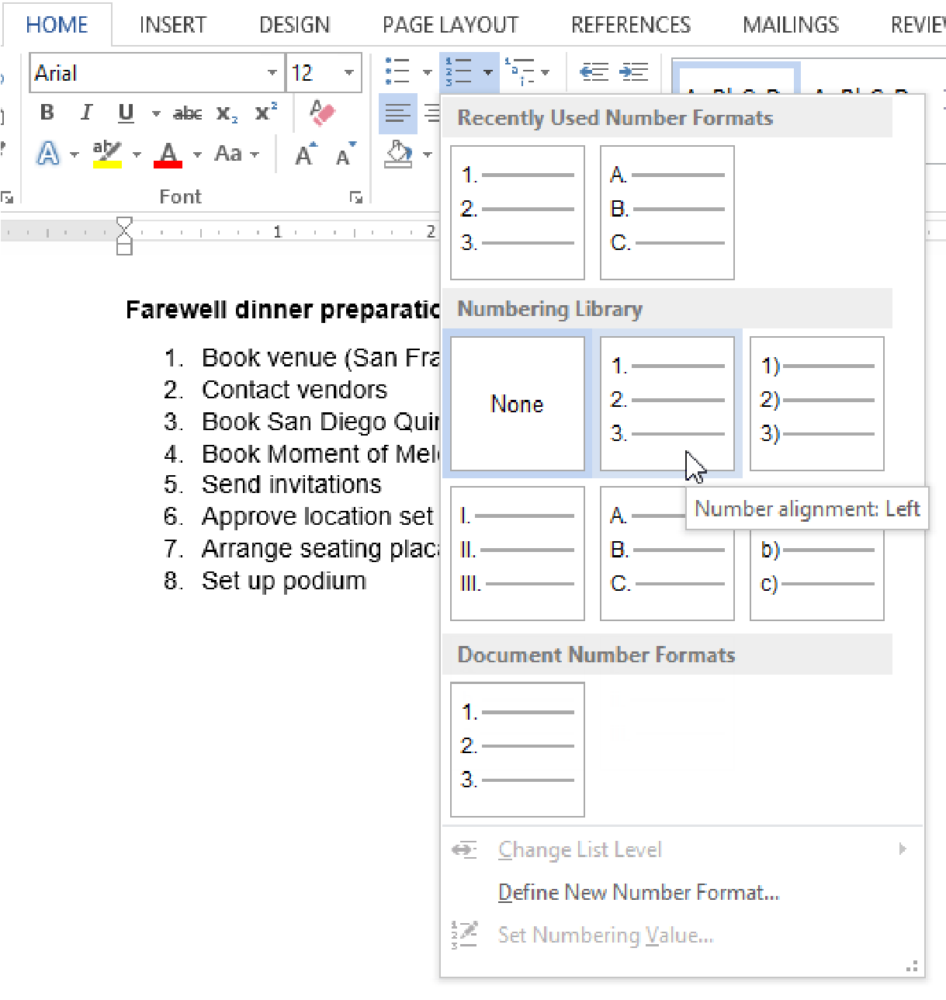 HOME INSERT DESIGN PAGE LAYOUT REFERENCES MAILINGS REVIEW
Arial 12
B I U abc X2 X2
A ab A Aa A A
Font
1 2
Recently Used Number Formats
1. A.
2. B.
3. C.
Farewell dinner preparatio
1. Book venue (San Fra
2. Contact vendors
3. Book San Diego Quin
4. Book Moment of Mel
5. Send invitations
6. Approve location set
7. Arrange seating plac
8. Set up podium
Numbering Library
None 1. 1)
2. 2)
3. 3)
I. A.
II. B. b)
III. C. c)
Number alignment: Left
Document Number Formats
1.
2.
3.
Change List Level
Define New Number Format...
Set Numbering Value...